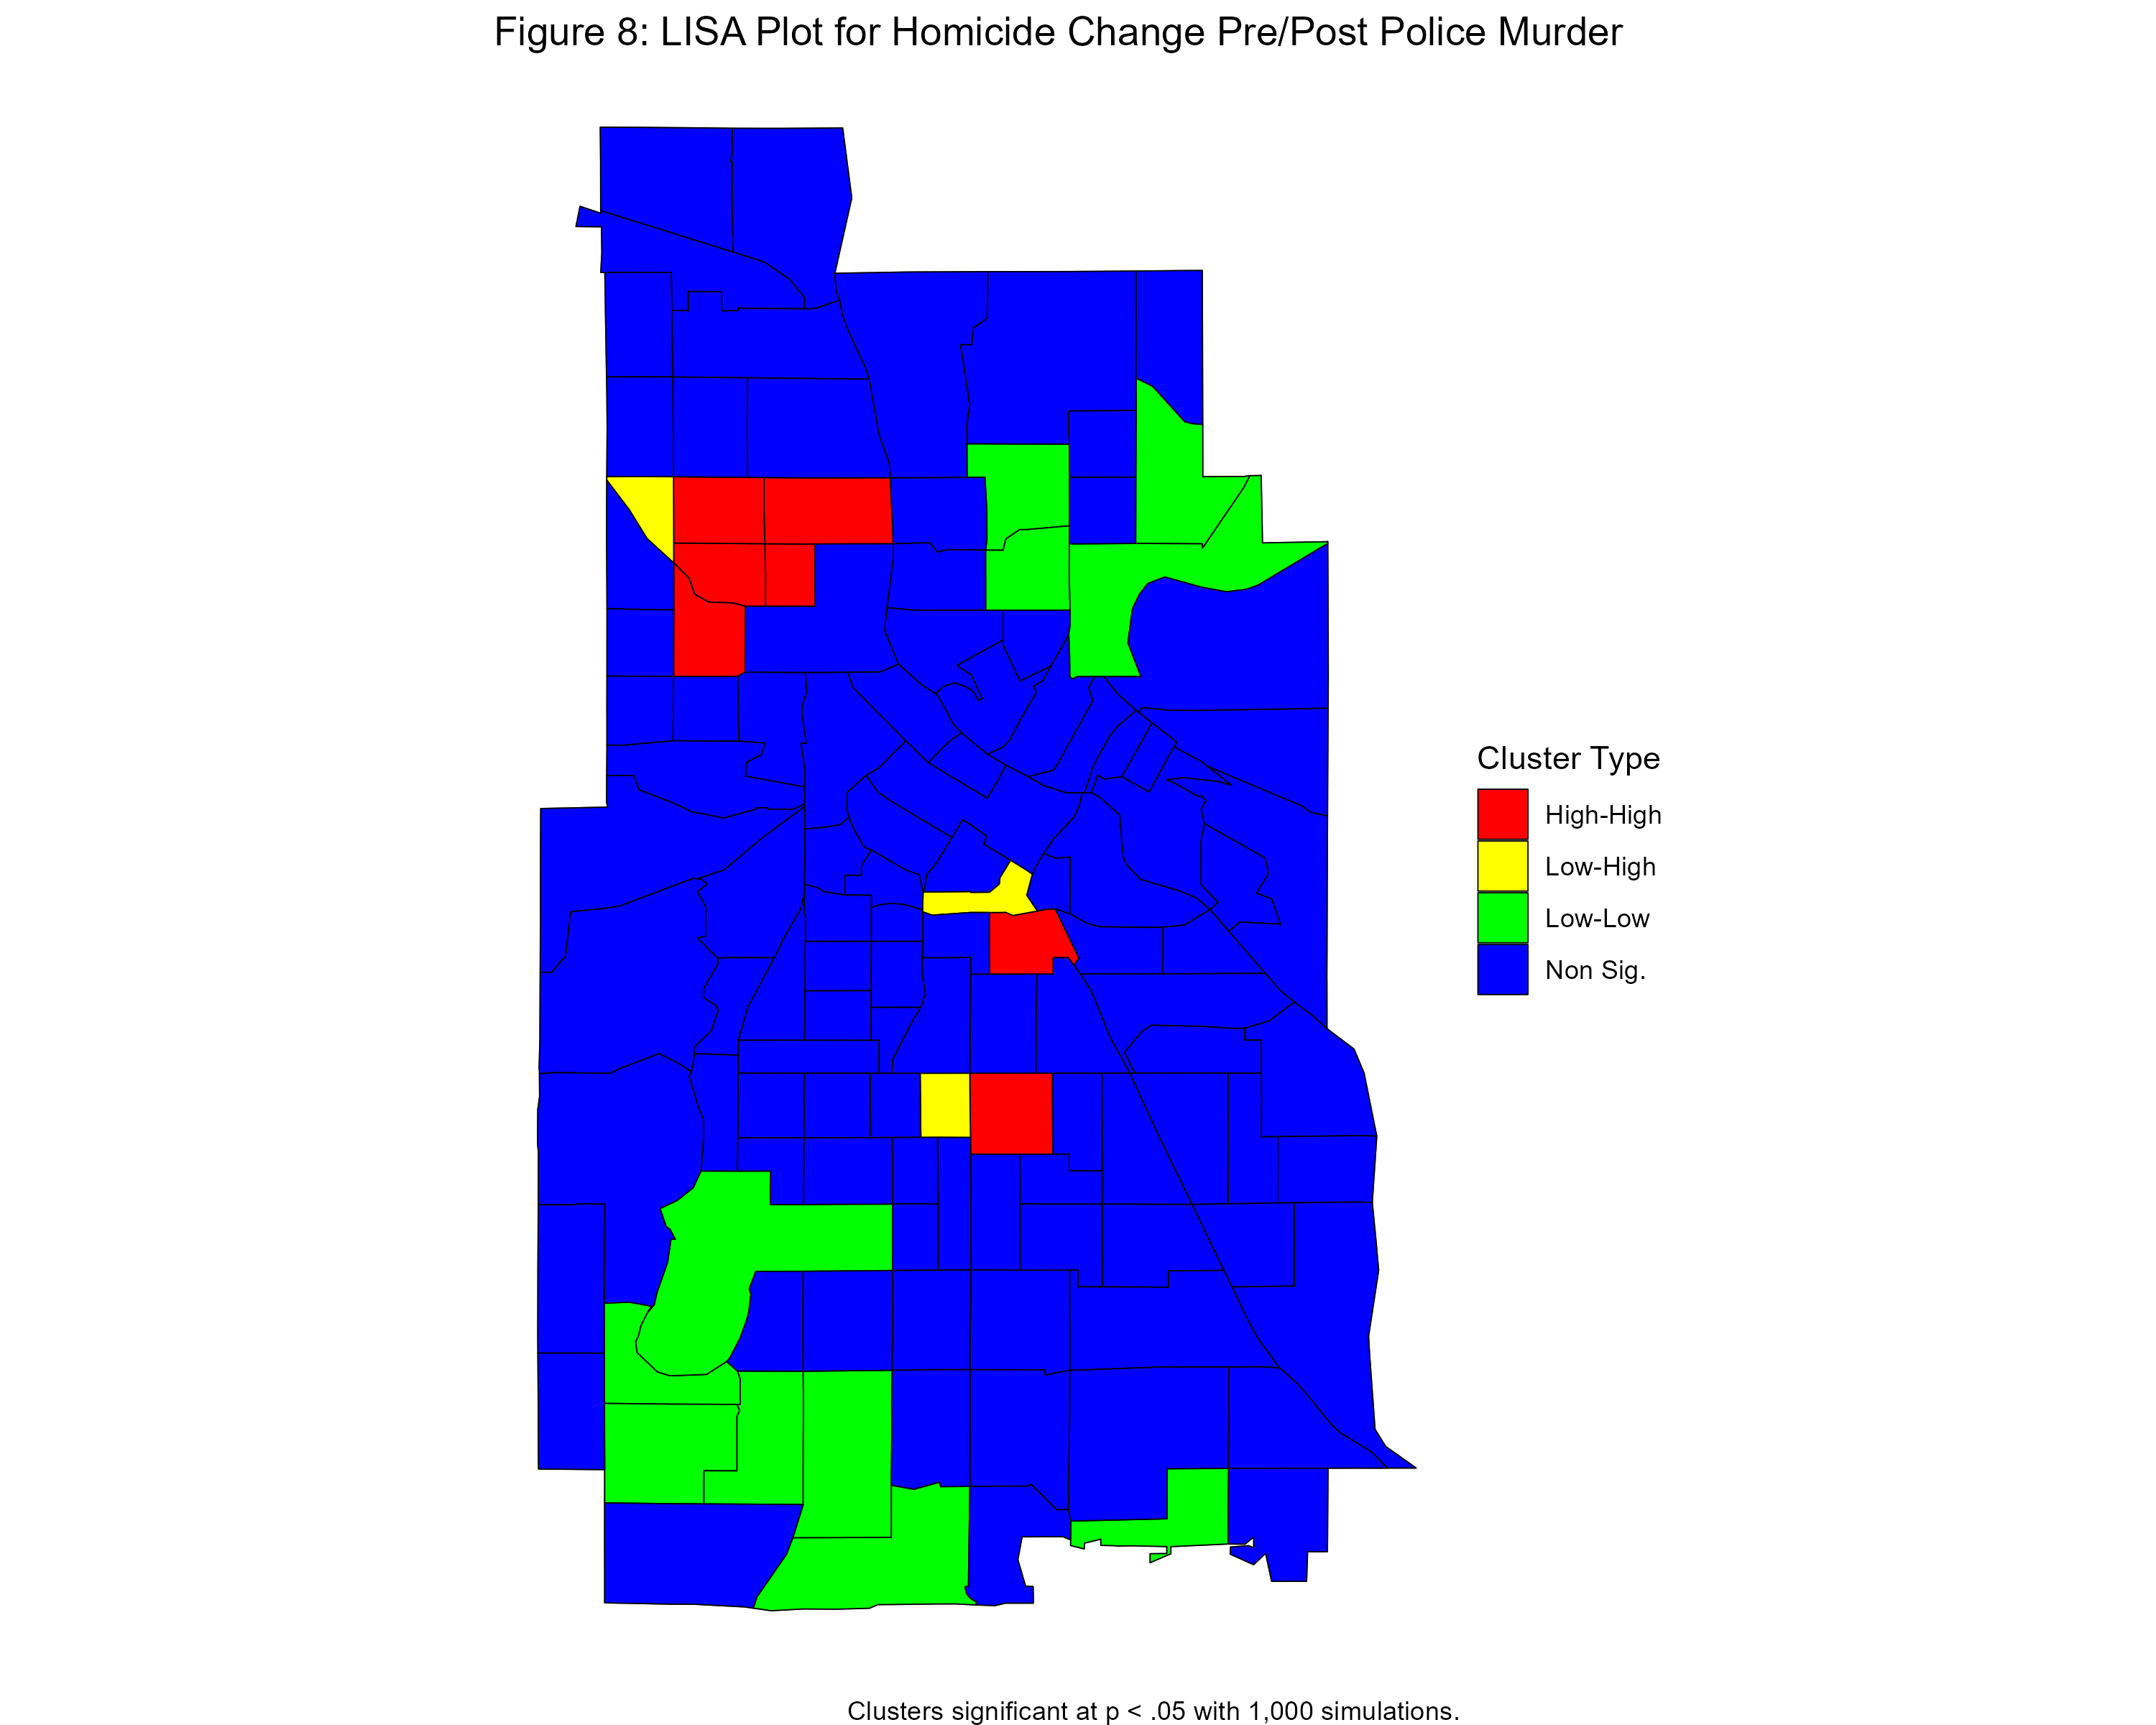 Figure 8: LISA Plot for Homicide Change Pre/Post Police Murder
Cluster Type
High-High
Low-High
Low-Low
Non Sig.
Clusters significant at p < .05 with 1,000 simulations.